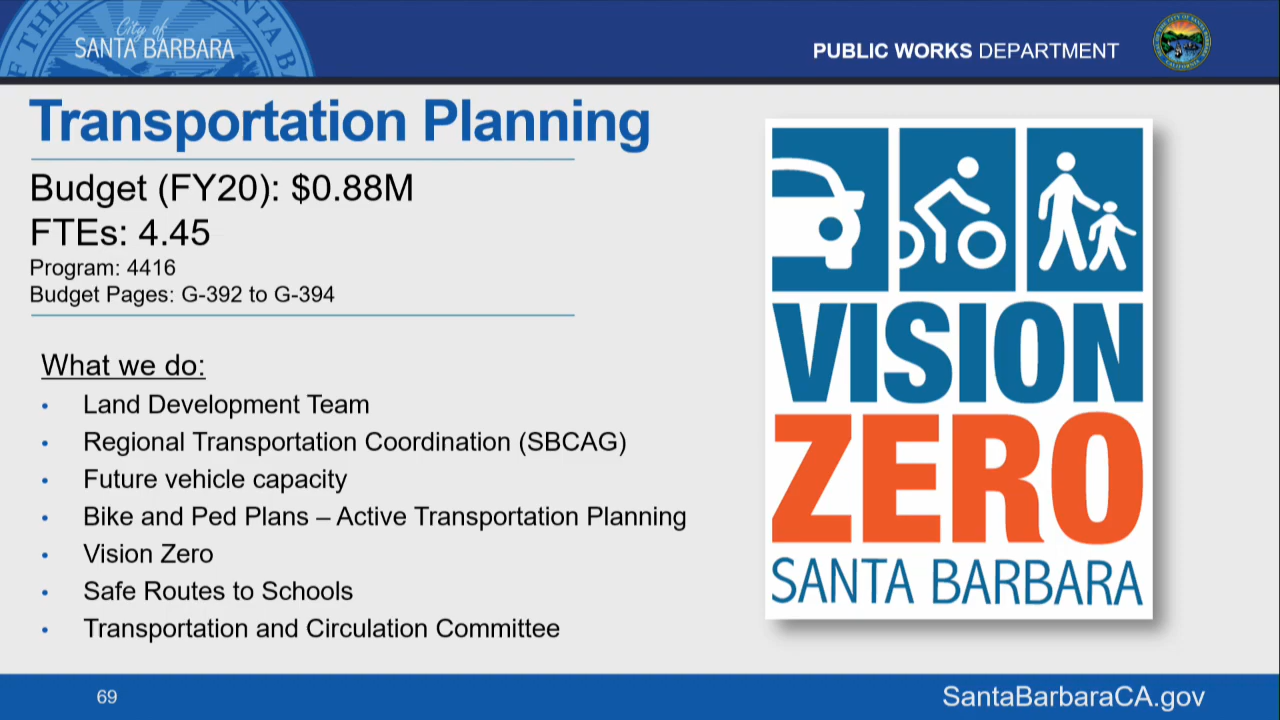 City of
SANTA BARBARA
PUBLIC WORKS DEPARTMENT
Transportation Planning
Budget (FY20): $0.88M
FTEs: 4.45
Program: 4416
Budget Pages: G-392 to G-394
What we do:
• Land Development Team
• Regional Transportation Coordination (SBCAG)
• Future vehicle capacity
• Bike and Ped Plans – Active Transportation Planning
• Vision Zero
• Safe Routes to Schools
• Transportation and Circulation Committee
VISION
ZERO
SANTA BARBARA
69
SantaBarbaraCA.gov